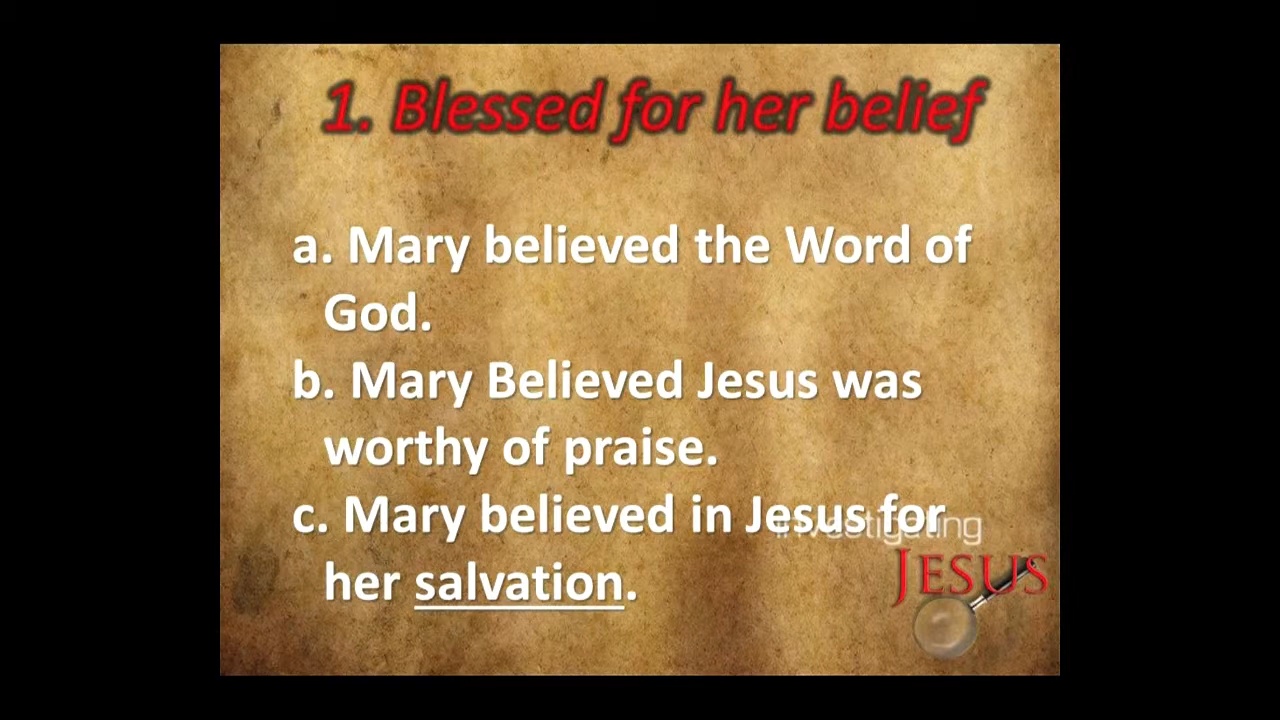 1. Blessed for her belief
a. Mary believed the Word of
God.
b. Mary Believed Jesus was
worthy of praise.
c. Mary believed in Jesus for
her salvation.
investigating
JESUS